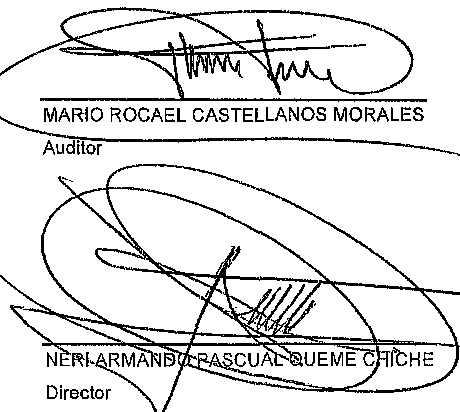 MARIO ROCAEL CASTELLANOS MORALES
Auditor
NERI ARMANDO PASCUAL QUEME CHICHE
Director